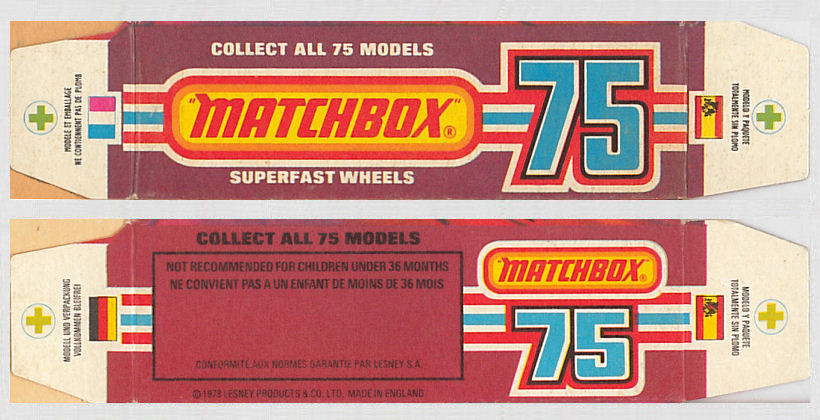 COLLECT ALL 75 MODELS
"MATCHBOX"®
75
SUPERFAST WHEELS
MODELE ET EMBALLAGE
NE CONTIENNENT PAS DE PLOMB
MODELO Y PAQUETE
TOTALMENTE SIN PLOMO
COLLECT ALL 75 MODELS
NOT RECOMMENDED FOR CHILDREN UNDER 36 MONTHS
NE CONVIENT PAS A UN ENFANT DE MOINS DE 36 MOIS
CONFORMITÉ AUX NORMES GARANTIE PAR LESNEY S.A.
© 1978 LESNEY PRODUCTS & CO. LTD. MADE IN ENGLAND
"MATCHBOX"
75
MODELL UND VERPACKUNG
VOLLKOMMEN BLEIFREI
MODELO Y PAQUETE
TOTALMENTE SIN PLOMO